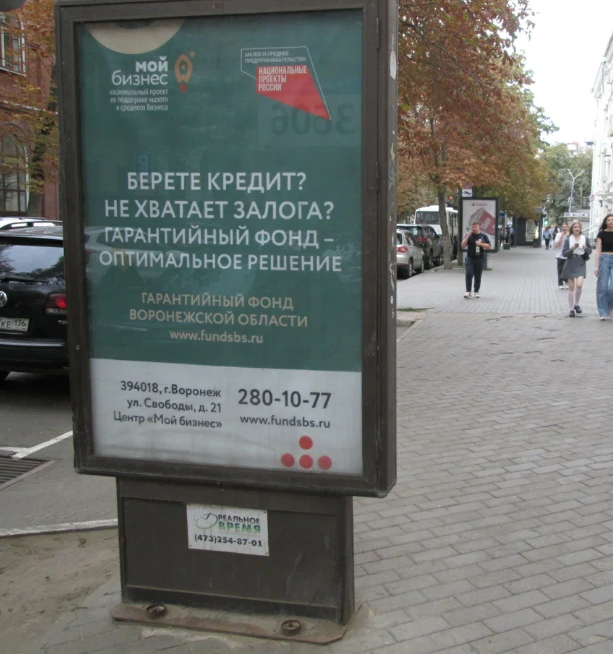 мой
бизнес
национальный проект
по поддержке малого
и среднего бизнеса
МАЛОЕ И СРЕДНЕЕ
ПРЕДПРИНИМАТЕЛЬСТВО
НАЦИОНАЛЬНЫЕ
ПРОЕКТЫ
РОССИИ
БЕРЕТЕ КРЕДИТ?
НЕ ХВАТАЕТ ЗАЛОГА?
ГАРАНТИЙНЫЙ ФОНД –
ОПТИМАЛЬНОЕ РЕШЕНИЕ
ГАРАНТИЙНЫЙ ФОНД
ВОРОНЕЖСКОЙ ОБЛАСТИ
www.fundsbs.ru
394018, г.Воронеж
ул. Свободы, д. 21
Центр «Мой бизнес»
280-10-77
www.fundsbs.ru
РЕАЛЬНОЕ
ВРЕМЯ
(473)254-87-01
КЕ 136